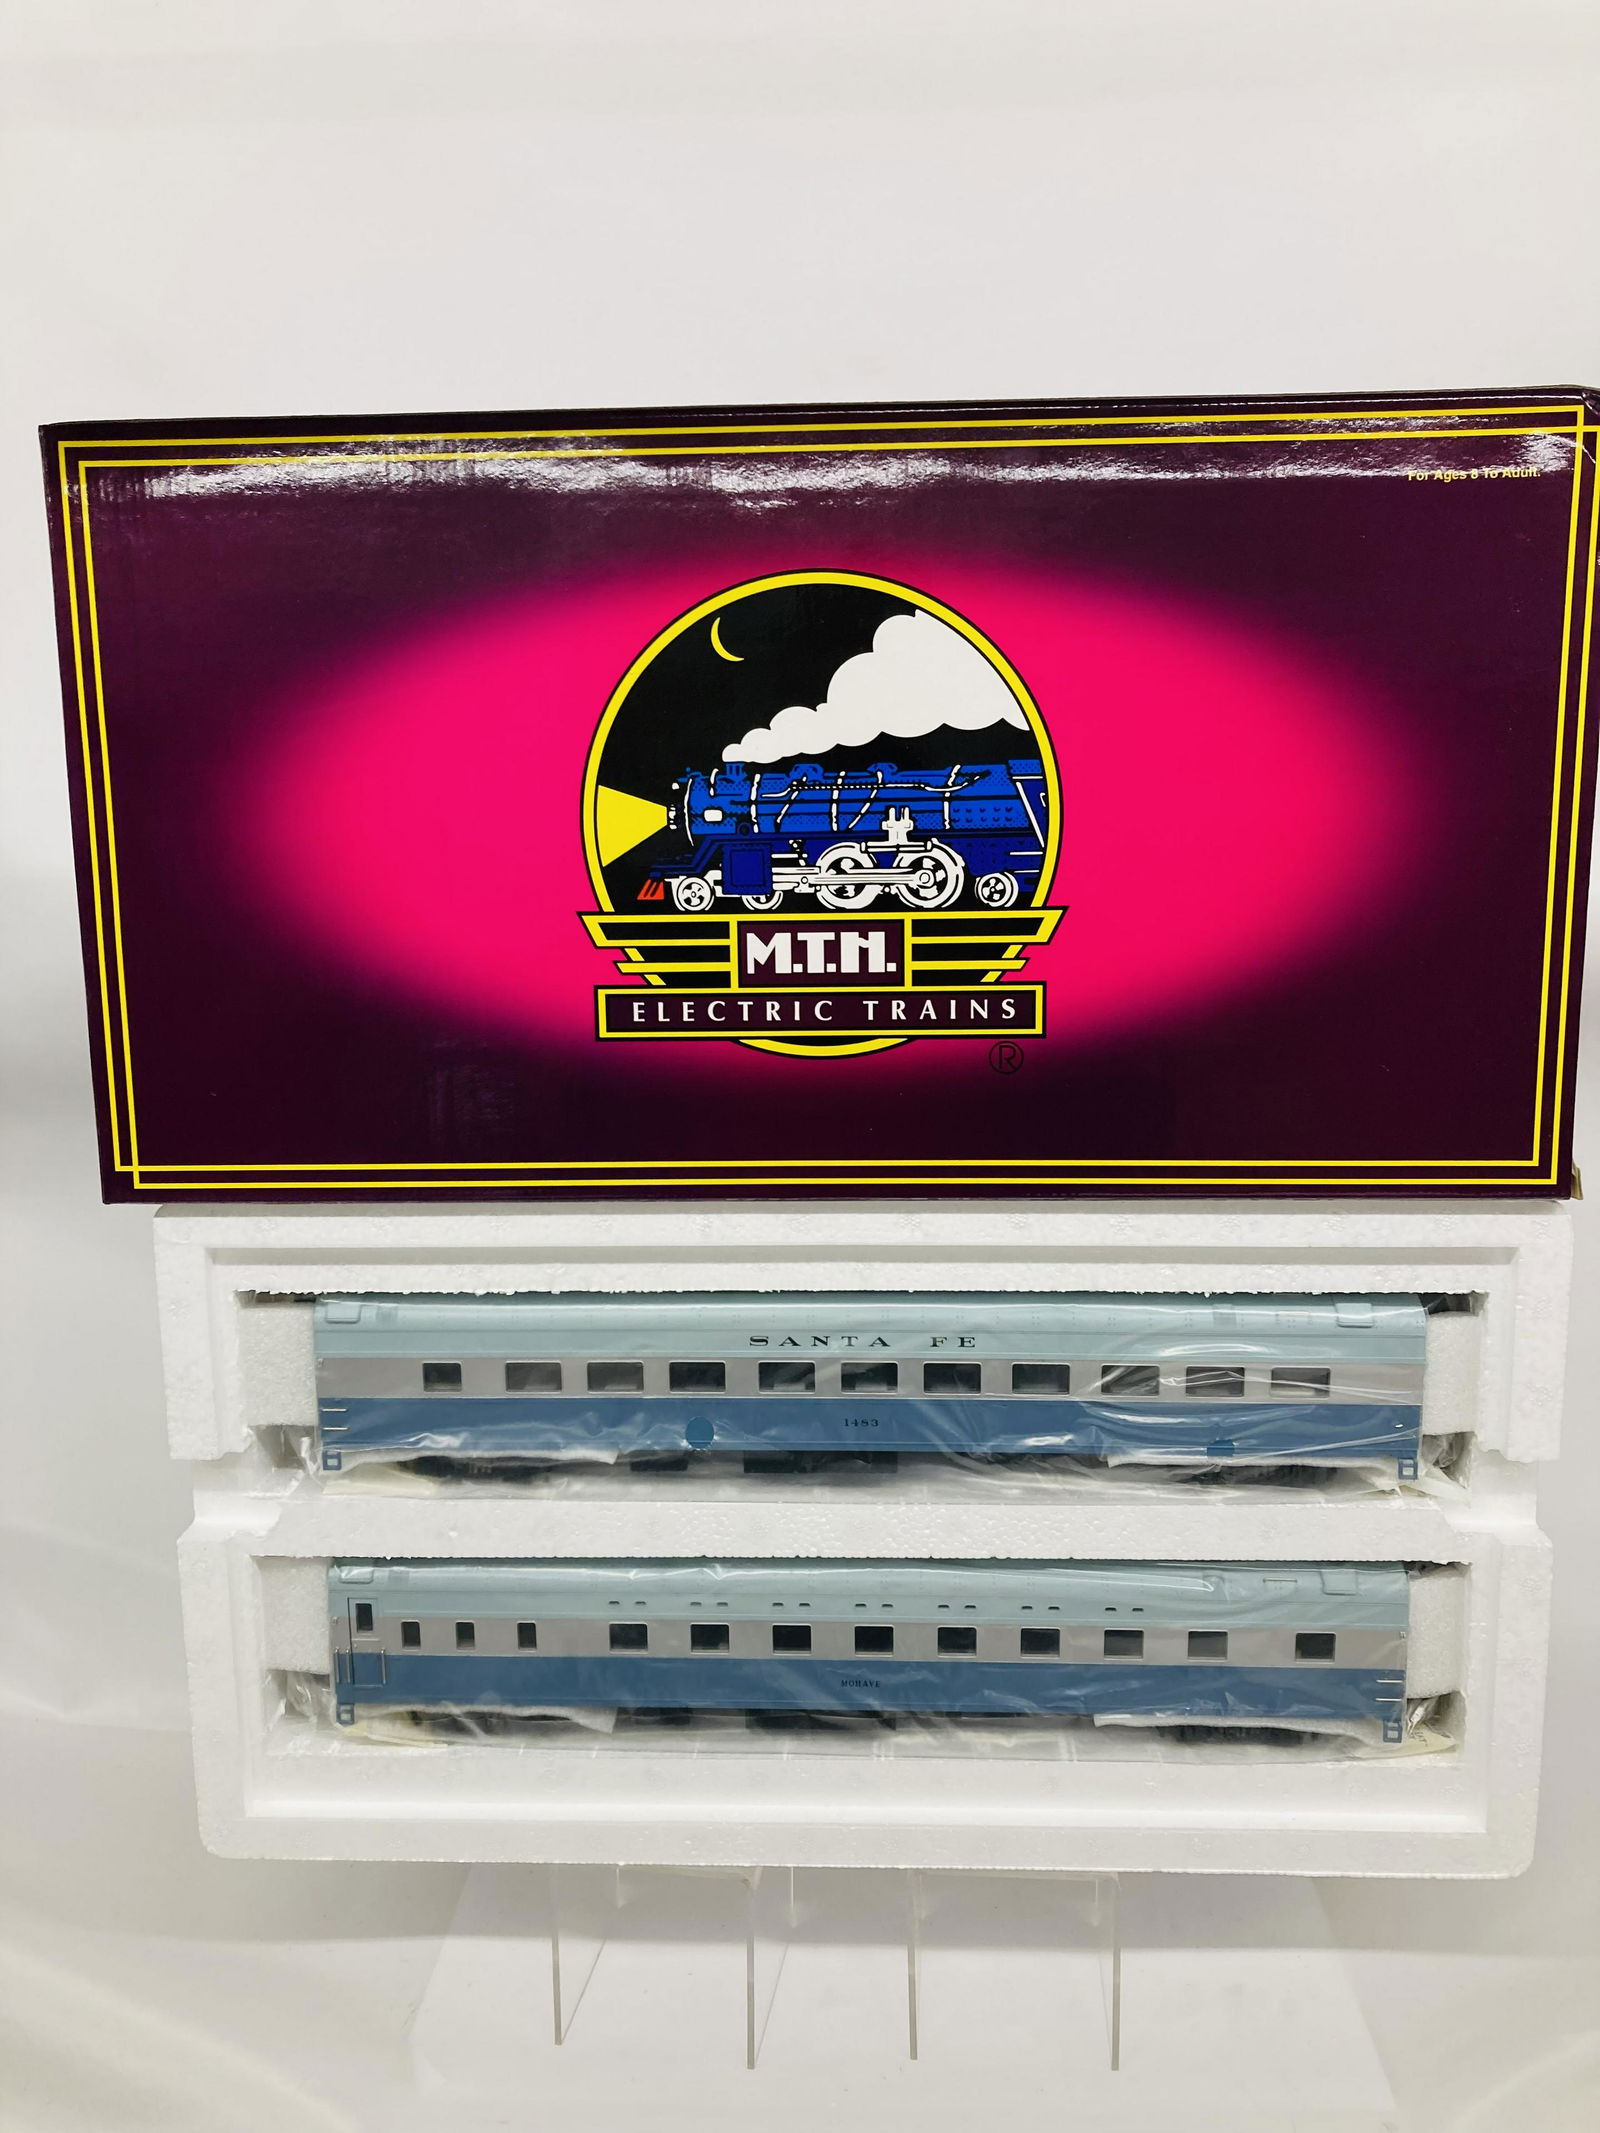 For Ages 8 To Adult.
M.T.H.
ELECTRIC TRAINS
®
SANTA FE
1483
MOHAVE